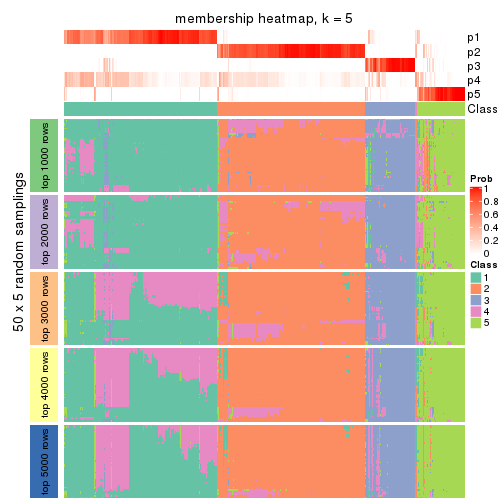 membership heatmap, k = 5
p1
p2
p3
p4
p5
Class
50 x 5 random samplings
top 1000 rows
top 2000 rows
top 3000 rows
top 4000 rows
top 5000 rows
Prob
1
0.8
0.6
0.4
0.2
0
Class
1
2
3
4
5